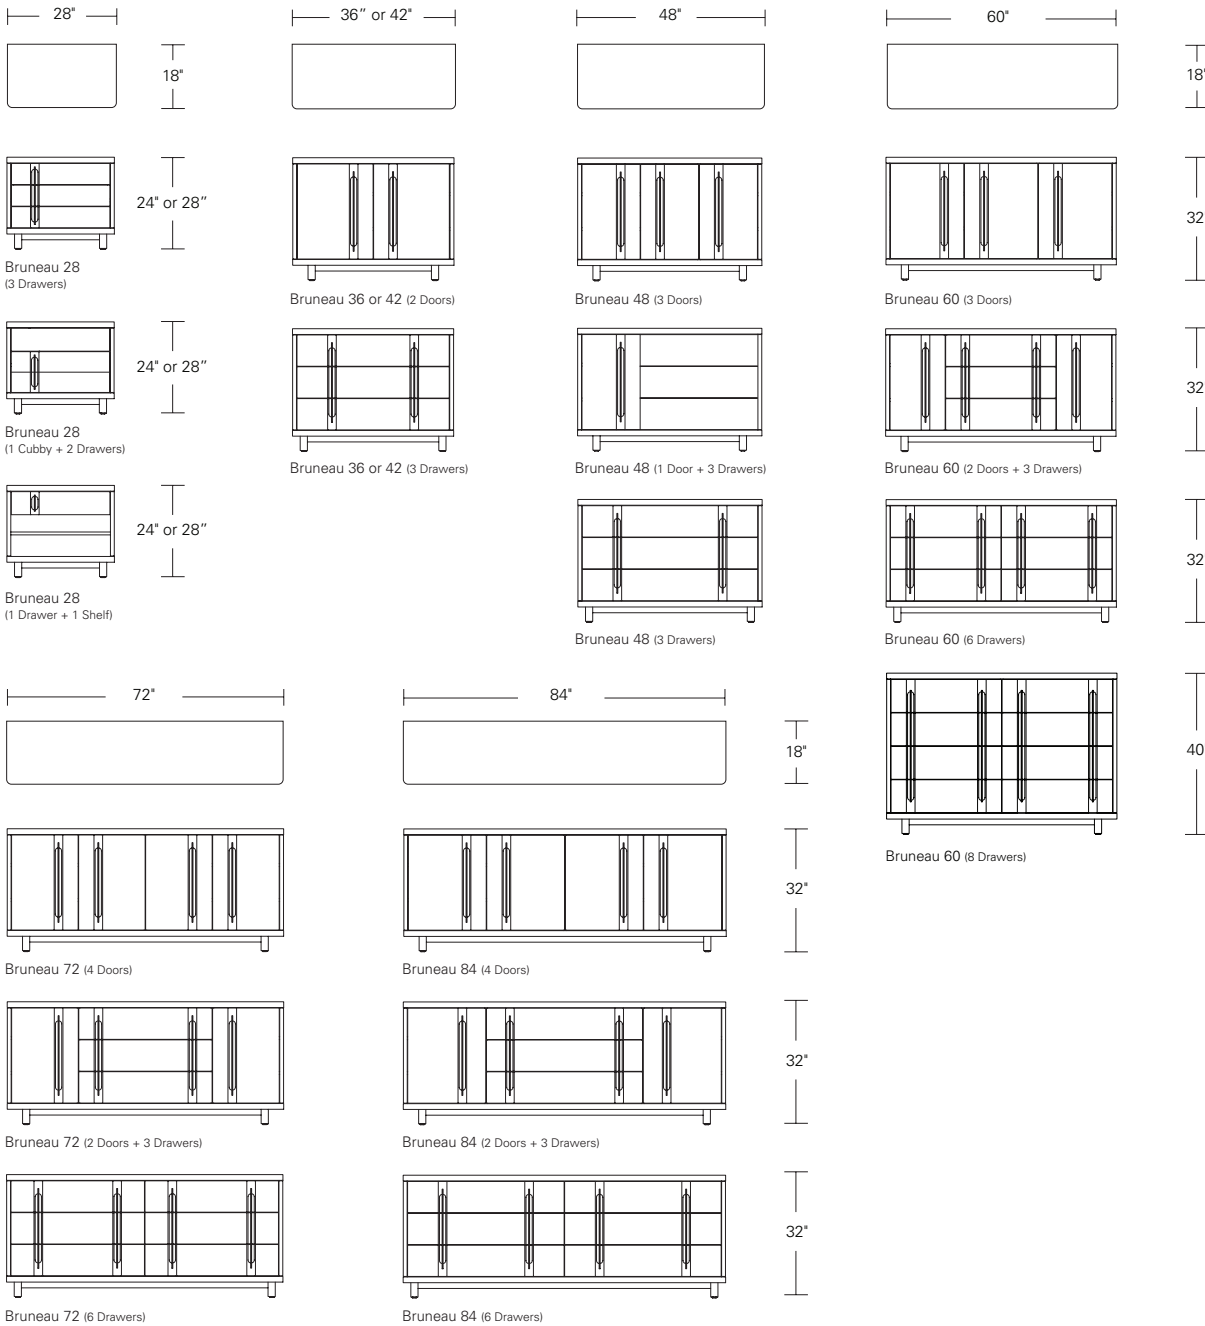 28"
36” or 42"
48"
60"
18"
18"
24" or 28”
32"
Bruneau 28
(3 Drawers)
Bruneau 36 or 42 (2 Doors)
Bruneau 48 (3 Doors)
Bruneau 60 (3 Doors)
24" or 28”
32"
Bruneau 28
(1 Cubby + 2 Drawers)
Bruneau 36 or 42 (3 Drawers)
Bruneau 48 (1 Door + 3 Drawers)
Bruneau 60 (2 Doors + 3 Drawers)
24" or 28”
32"
Bruneau 28
(1 Drawer + 1 Shelf)
Bruneau 48 (3 Drawers)
Bruneau 60 (6 Drawers)
40"
Bruneau 60 (8 Drawers)
72"
84"
18"
32"
Bruneau 72 (4 Doors)
Bruneau 84 (4 Doors)
32"
Bruneau 72 (2 Doors + 3 Drawers)
Bruneau 84 (2 Doors + 3 Drawers)
32"
Bruneau 72 (6 Drawers)
Bruneau 84 (6 Drawers)